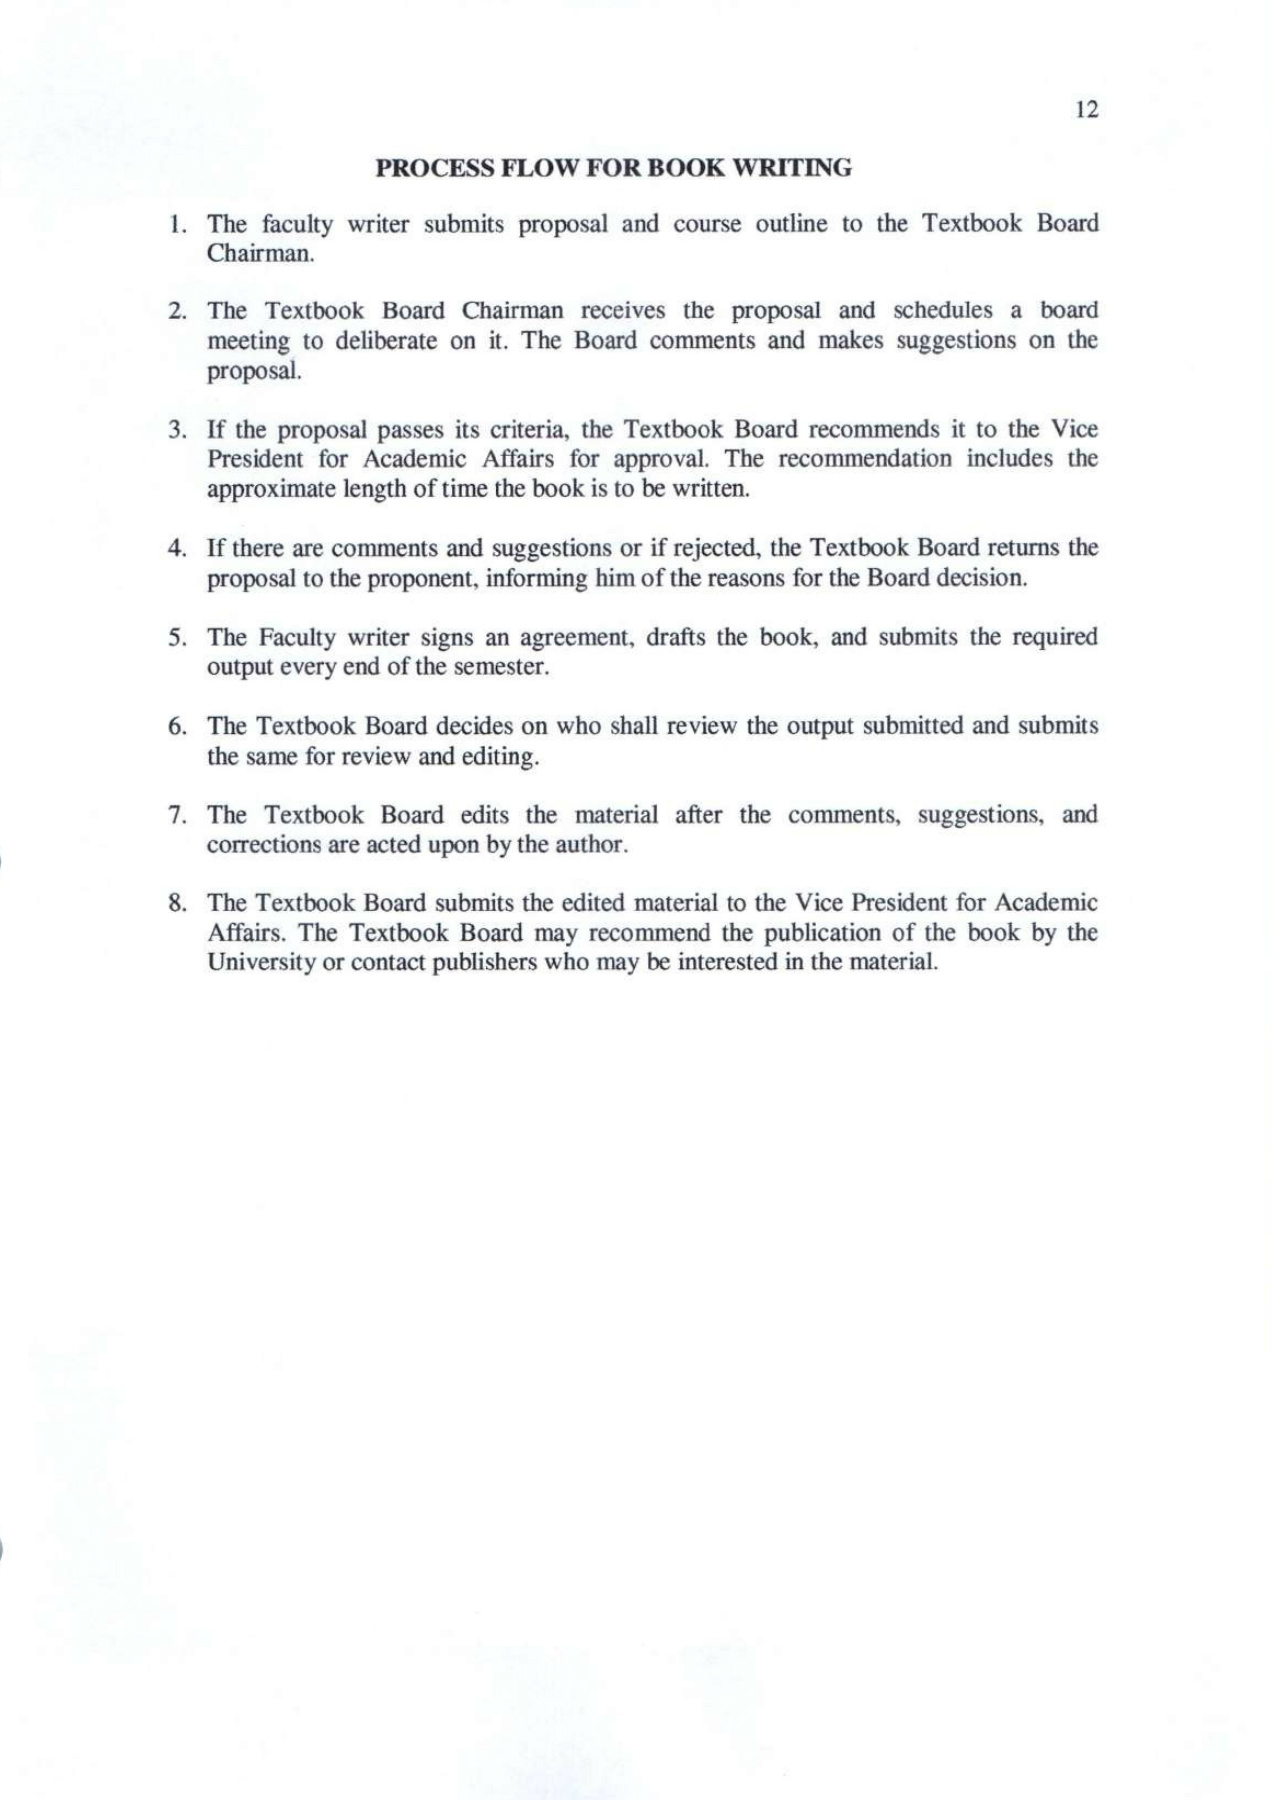 12
PROCESS FLOW FOR BOOK WRITING
1. The faculty writer submits proposal and course outline to the Textbook Board
Chairman.
2. The Textbook Board Chairman receives the proposal and schedules a board
meeting to deliberate on it. The Board comments and makes suggestions on the
proposal.
3. If the proposal passes its criteria, the Textbook Board recommends it to the Vice
President for Academic Affairs for approval. The recommendation includes the
approximate length of time the book is to be written.
4. If there are comments and suggestions or if rejected, the Textbook Board returns the
proposal to the proponent, informing him of the reasons for the Board decision.
5. The Faculty writer signs an agreement, drafts the book, and submits the required
output every end of the semester.
6. The Textbook Board decides on who shall review the output submitted and submits
the same for review and editing.
7. The Textbook Board edits the material after the comments, suggestions, and
corrections are acted upon by the author.
8. The Textbook Board submits the edited material to the Vice President for Academic
Affairs. The Textbook Board may recommend the publication of the book by the
University or contact publishers who may be interested in the material.